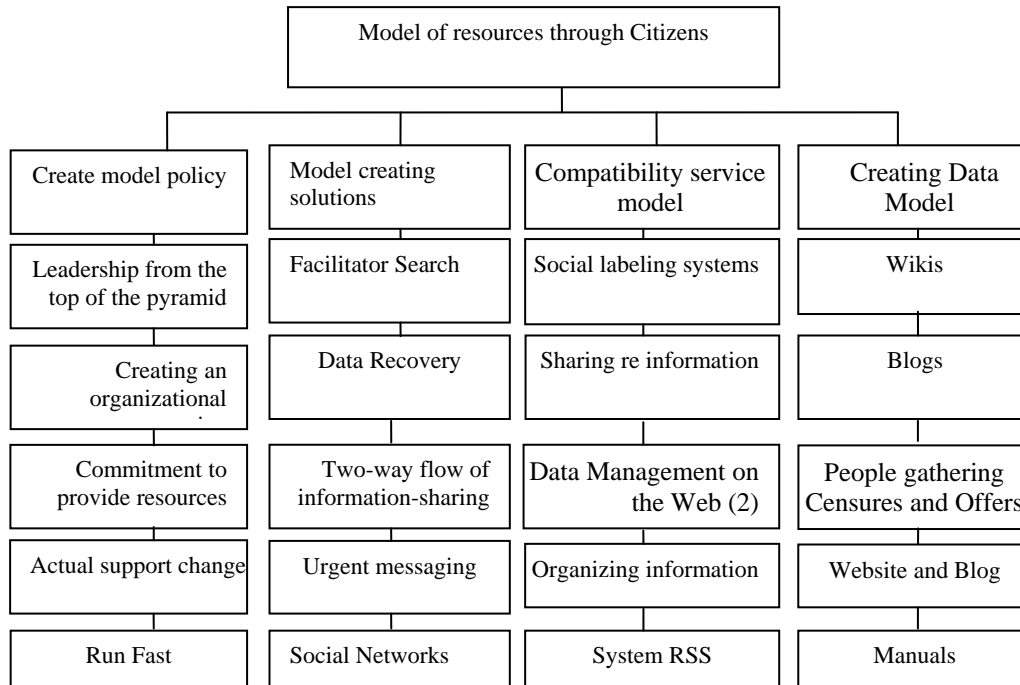 Model of resources through Citizens
Create model policy
Leadership from the
top of the pyramid
Creating an
organizational
Commitment to
provide resources
Actual support change
Run Fast
Model creating
solutions
Facilitator Search
Data Recovery
Two-way flow of
information-sharing
Urgent messaging
Social Networks
Compatibility service
model
Social labeling systems
Sharing re information
Data Management on
the Web (2)
Organizing information
System RSS
Creating Data
Model
Wikis
Blogs
People gathering
Censures and Offers
Website and Blog
Manuals